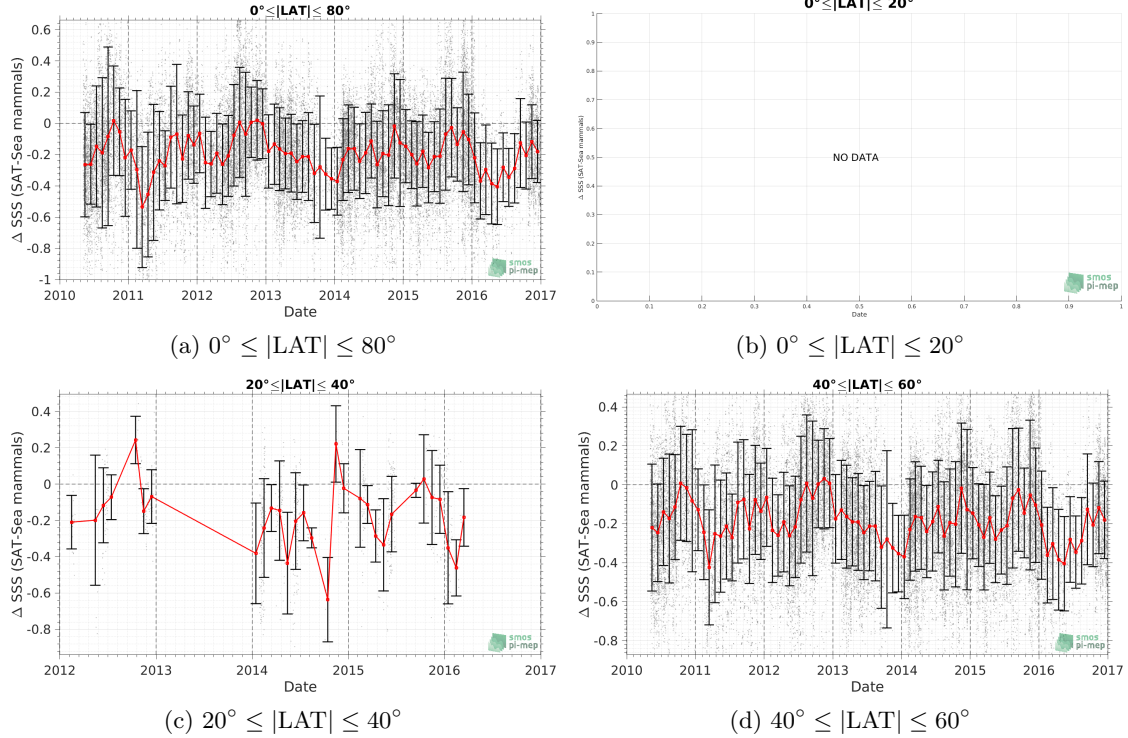 0°≤|LAT|≤ 80°
Δ SSS (SAT-Sea mammals)
0.6
0.4
0.2
0
-0.2
-0.4
-0.6
-0.8
-1
2010 2011 2012 2013 2014 2015 2016 2017
Date
smos
pi-mep
(a) 0° ≤ |LAT| ≤ 80°
0°≤|LAT|≤ 20°
Δ SSS (SAT-Sea mammals)
1
0.9
0.8
0.7
0.6
0.5
0.4
0.3
0.2
0.1
0
NO DATA
0 0.1 0.2 0.3 0.4 0.5 0.6 0.7 0.8 0.9 1
Date
smos
pi-mep
(b) 0° ≤ |LAT| ≤ 20°
20°≤|LAT|≤ 40°
Δ SSS (SAT-Sea mammals)
0.4
0.2
0
-0.2
-0.4
-0.6
-0.8
2012 2013 2014 2015 2016 2017
Date
smos
pi-mep
(c) 20° ≤ |LAT| ≤ 40°
40°≤|LAT|≤ 60°
Δ SSS (SAT-Sea mammals)
0.4
0.2
0
-0.2
-0.4
-0.6
-0.8
2010 2011 2012 2013 2014 2015 2016 2017
Date
smos
pi-mep
(d) 40° ≤ |LAT| ≤ 60°